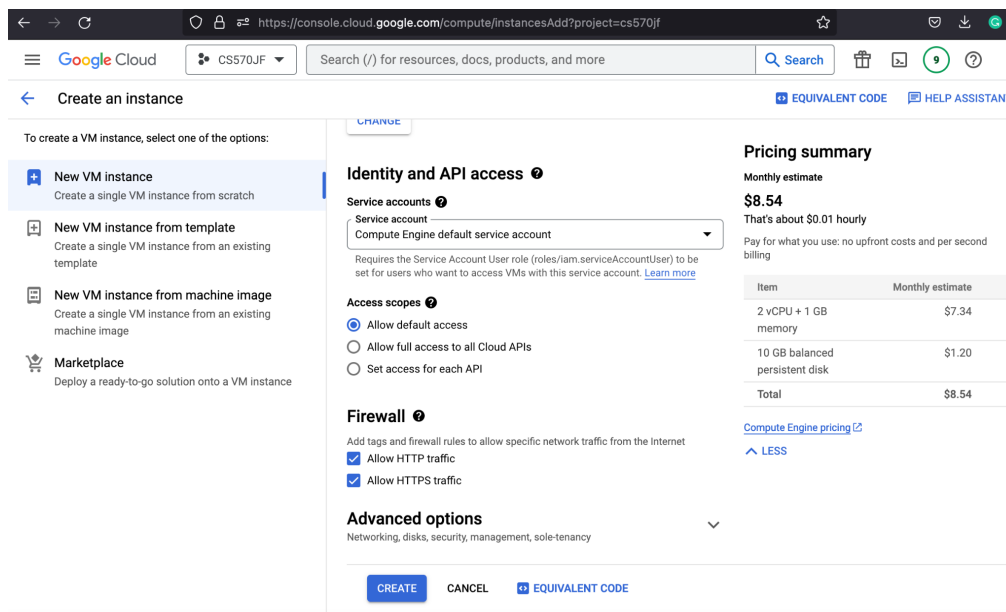 https://console.cloud.google.com/compute/instancesAdd?project=cs570jf
Google Cloud
CS570JF
Search (/) for resources, docs, products, and more
Search
9
Create an instance
EQUIVALENT CODE
HELP ASSISTAN
To create a VM instance, select one of the options:
New VM instance
Create a single VM instance from scratch
New VM instance from template
Create a single VM instance from an existing
template
New VM instance from machine image
Create a single VM instance from an existing
machine image
Marketplace
Deploy a ready-to-go solution onto a VM instance
CHANGE
Identity and API access
Service accounts
Service account
Compute Engine default service account
Requires the Service Account User role (roles/iam.serviceAccountUser) to be
set for users who want to access VMs with this service account. Learn more
Access scopes
Allow default access
Allow full access to all Cloud APIs
Set access for each API
Firewall
Add tags and firewall rules to allow specific network traffic from the Internet
Allow HTTP traffic
Allow HTTPS traffic
Advanced options
Networking, disks, security, management, sole-tenancy
CREATE
CANCEL
EQUIVALENT CODE
Pricing summary
Monthly estimate
$8.54
That's about $0.01 hourly
Pay for what you use: no upfront costs and per second
billing
Item Monthly estimate
2 vCPU + 1 GB $7.34
memory
10 GB balanced $1.20
persistent disk
Total $8.54
Compute Engine pricing
LESS